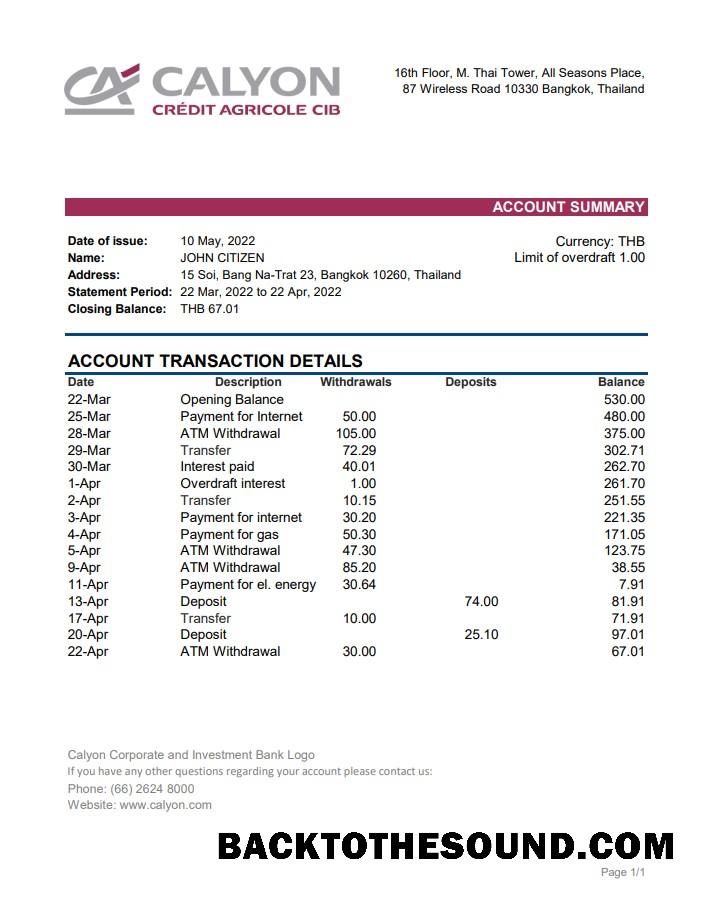 CALYON
CRÉDIT AGRICOLE CIB
16th Floor, M. Thai Tower, All Seasons Place,
87 Wireless Road 10330 Bangkok, Thailand
ACCOUNT SUMMARY
Date of issue: 10 May, 2022
Name: JOHN CITIZEN
Address: 15 Soi, Bang Na-Trat 23, Bangkok 10260, Thailand
Statement Period: 22 Mar, 2022 to 22 Apr, 2022
Closing Balance: THB 67.01
Currency: THB
Limit of overdraft 1.00
ACCOUNT TRANSACTION DETAILS
Date Description Withdrawals Deposits Balance
22-Mar Opening Balance 530.00
25-Mar Payment for Internet 50.00 480.00
28-Mar ATM Withdrawal 105.00 375.00
29-Mar Transfer 72.29 302.71
30-Mar Interest paid 40.01 262.70
1-Apr Overdraft interest 1.00 261.70
2-Apr Transfer 10.15 251.55
3-Apr Payment for internet 30.20 221.35
4-Apr Payment for gas 50.30 171.05
5-Apr ATM Withdrawal 47.30 123.75
9-Apr ATM Withdrawal 85.20 38.55
11-Apr Payment for el. energy 30.64 7.91
13-Apr Deposit 74.00 81.91
17-Apr Transfer 10.00 71.91
20-Apr Deposit 25.10 97.01
22-Apr ATM Withdrawal 30.00 67.01
Calyon Corporate and Investment Bank Logo
If you have any other questions regarding your account please contact us:
Phone: (66) 2624 8000
Website: www.calyon.com
BACKTOTHESOUND.COM
Page 1/1